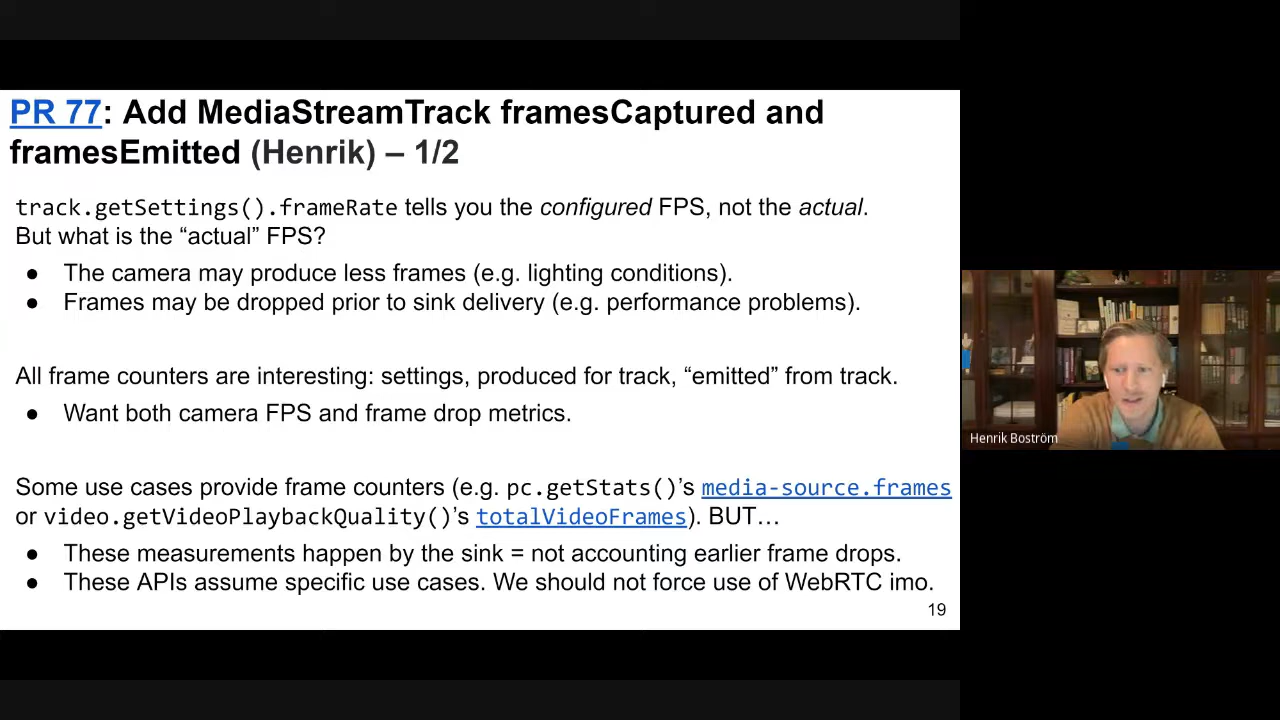 PR 77: Add MediaStreamTrack framesCaptured and
framesEmitted (Henrik) – 1/2
track.getSettings().frameRate tells you the configured FPS, not the actual.
But what is the “actual” FPS?
● The camera may produce less frames (e.g. lighting conditions).
● Frames may be dropped prior to sink delivery (e.g. performance problems).
All frame counters are interesting: settings, produced for track, “emitted” from track.
● Want both camera FPS and frame drop metrics.
Some use cases provide frame counters (e.g. pc.getStats()’s media-source.frames
or video.getVideoPlaybackQuality()’s totalVideoFrames). BUT…
● These measurements happen by the sink = not accounting earlier frame drops.
● These APIs assume specific use cases. We should not force use of WebRTC imo.
19
Henrik Boström